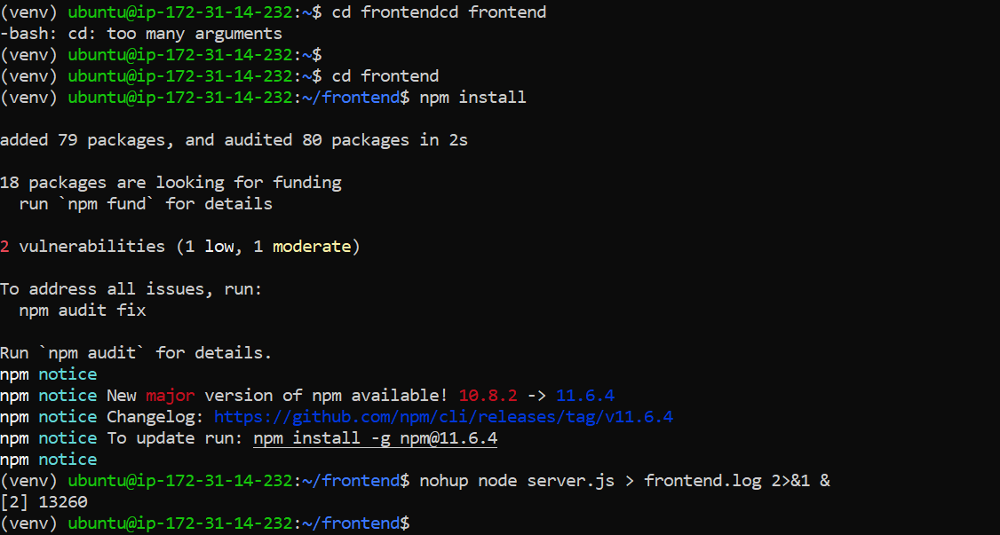 (venv) ubuntu@ip-172-31-14-232:~$ cd frontendcd frontend
-bash: cd: too many arguments
(venv) ubuntu@ip-172-31-14-232:~$
(venv) ubuntu@ip-172-31-14-232:~$ cd frontend
(venv) ubuntu@ip-172-31-14-232:~/frontend$ npm install
added 79 packages, and audited 80 packages in 2s
18 packages are looking for funding
  run `npm fund` for details
2 vulnerabilities (1 low, 1 moderate)
To address all issues, run:
  npm audit fix
Run `npm audit` for details.
npm notice
npm notice New major version of npm available! 10.8.2 -> 11.6.4
npm notice Changelog: https://github.com/npm/cli/releases/tag/v11.6.4
npm notice To update run: npm install -g npm@11.6.4
npm notice
(venv) ubuntu@ip-172-31-14-232:~/frontend$ nohup node server.js > frontend.log 2>&1 &
[2] 13260
(venv) ubuntu@ip-172-31-14-232:~/frontend$